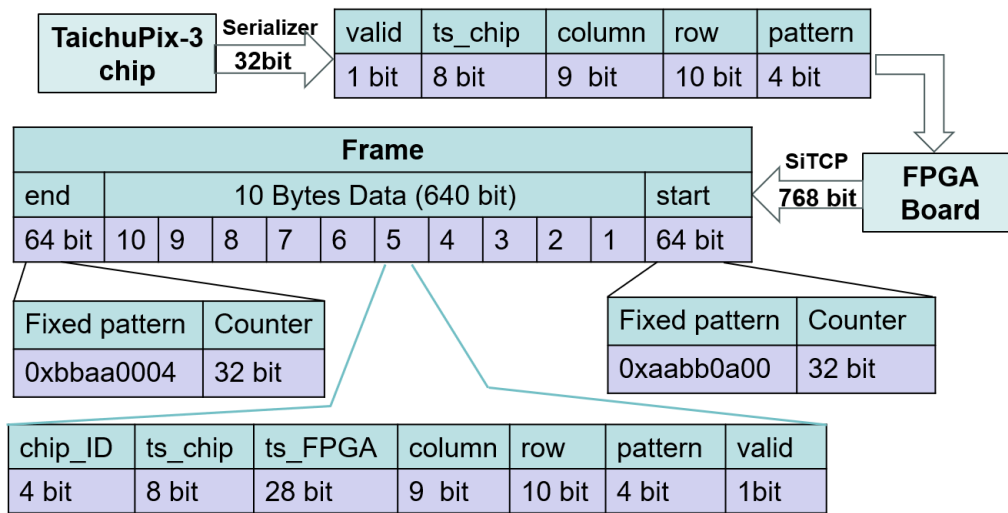 TaichuPix-3
chip
Serializer
32bit
valid ts_chip column row pattern
1 bit 8 bit 9 bit 10 bit 4 bit
Frame
end 10 Bytes Data (640 bit) start
64 bit 10 9 8 7 6 5 4 3 2 1 64 bit
SiTCP
768 bit
FPGA
Board
Fixed pattern Counter
0xbbaa0004 32 bit
Fixed pattern Counter
0xaabb0a00 32 bit
chip_ID ts_chip ts_FPGA column row pattern valid
4 bit 8 bit 28 bit 9 bit 10 bit 4 bit 1bit